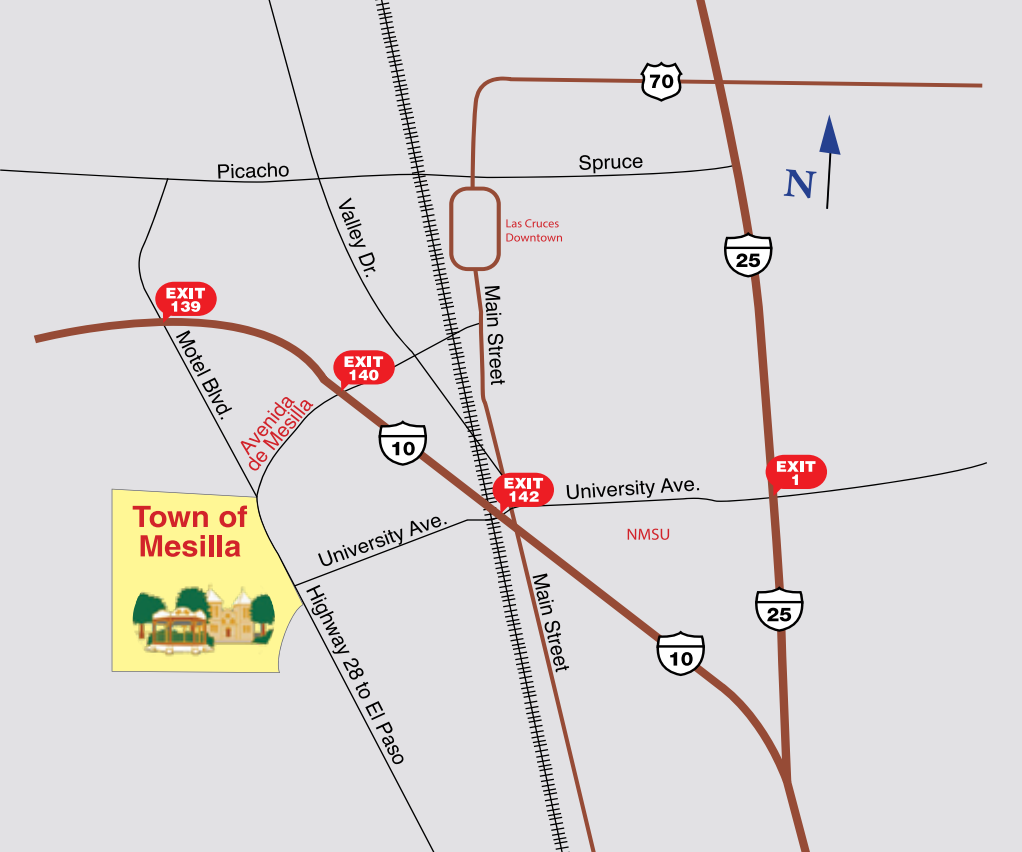 70
Picacho
Spruce
N
Valley Dr.
Las Cruces
Downtown
25
EXIT
139
Main Street
Motel Blvd.
EXIT
140
Avenida
de Mesilla
10
EXIT
142
University Ave.
EXIT
1
Town of
Mesilla
University Ave.
NMSU
Highway 28 to El Paso
Main Street
25
10